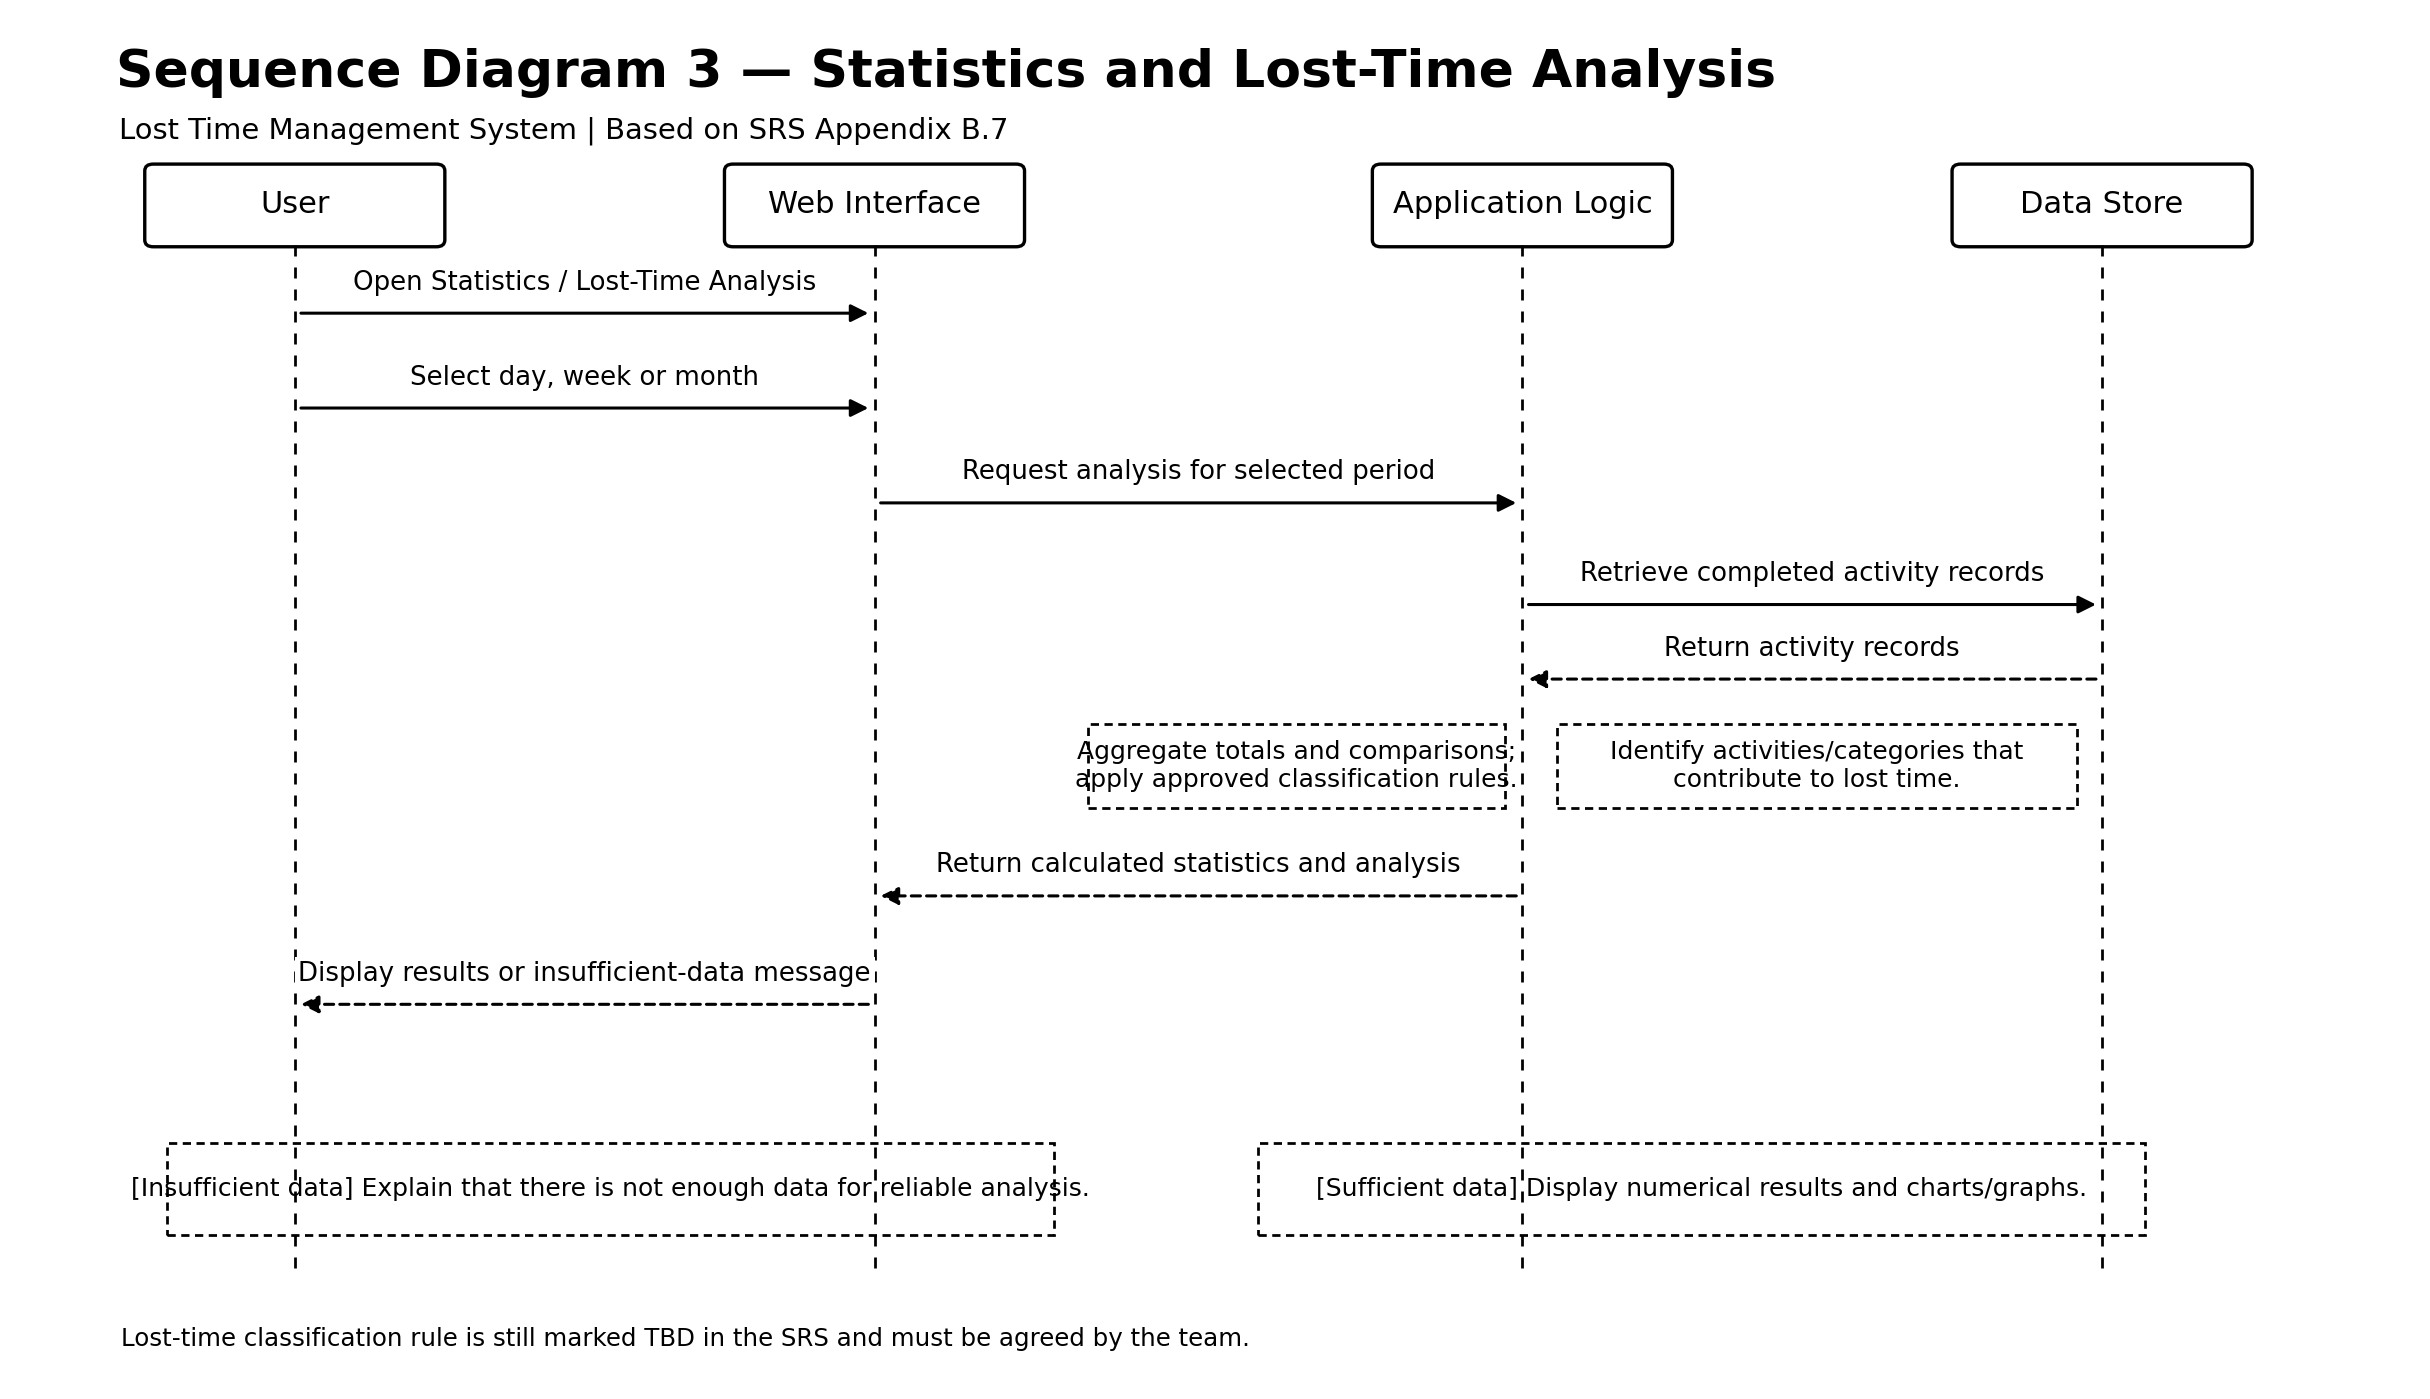 Sequence Diagram 3 — Statistics and Lost-Time Analysis
Lost Time Management System | Based on SRS Appendix B.7
User
Web Interface
Application Logic
Data Store
Open Statistics / Lost-Time Analysis
Select day, week or month
Request analysis for selected period
Retrieve completed activity records
Return activity records
Aggregate totals and comparisons;
apply approved classification rules.
Identify activities/categories that
contribute to lost time.
Return calculated statistics and analysis
Display results or insufficient-data message
[Insufficient data] Explain that there is not enough data for reliable analysis.
[Sufficient data] Display numerical results and charts/graphs.
Lost-time classification rule is still marked TBD in the SRS and must be agreed by the team.